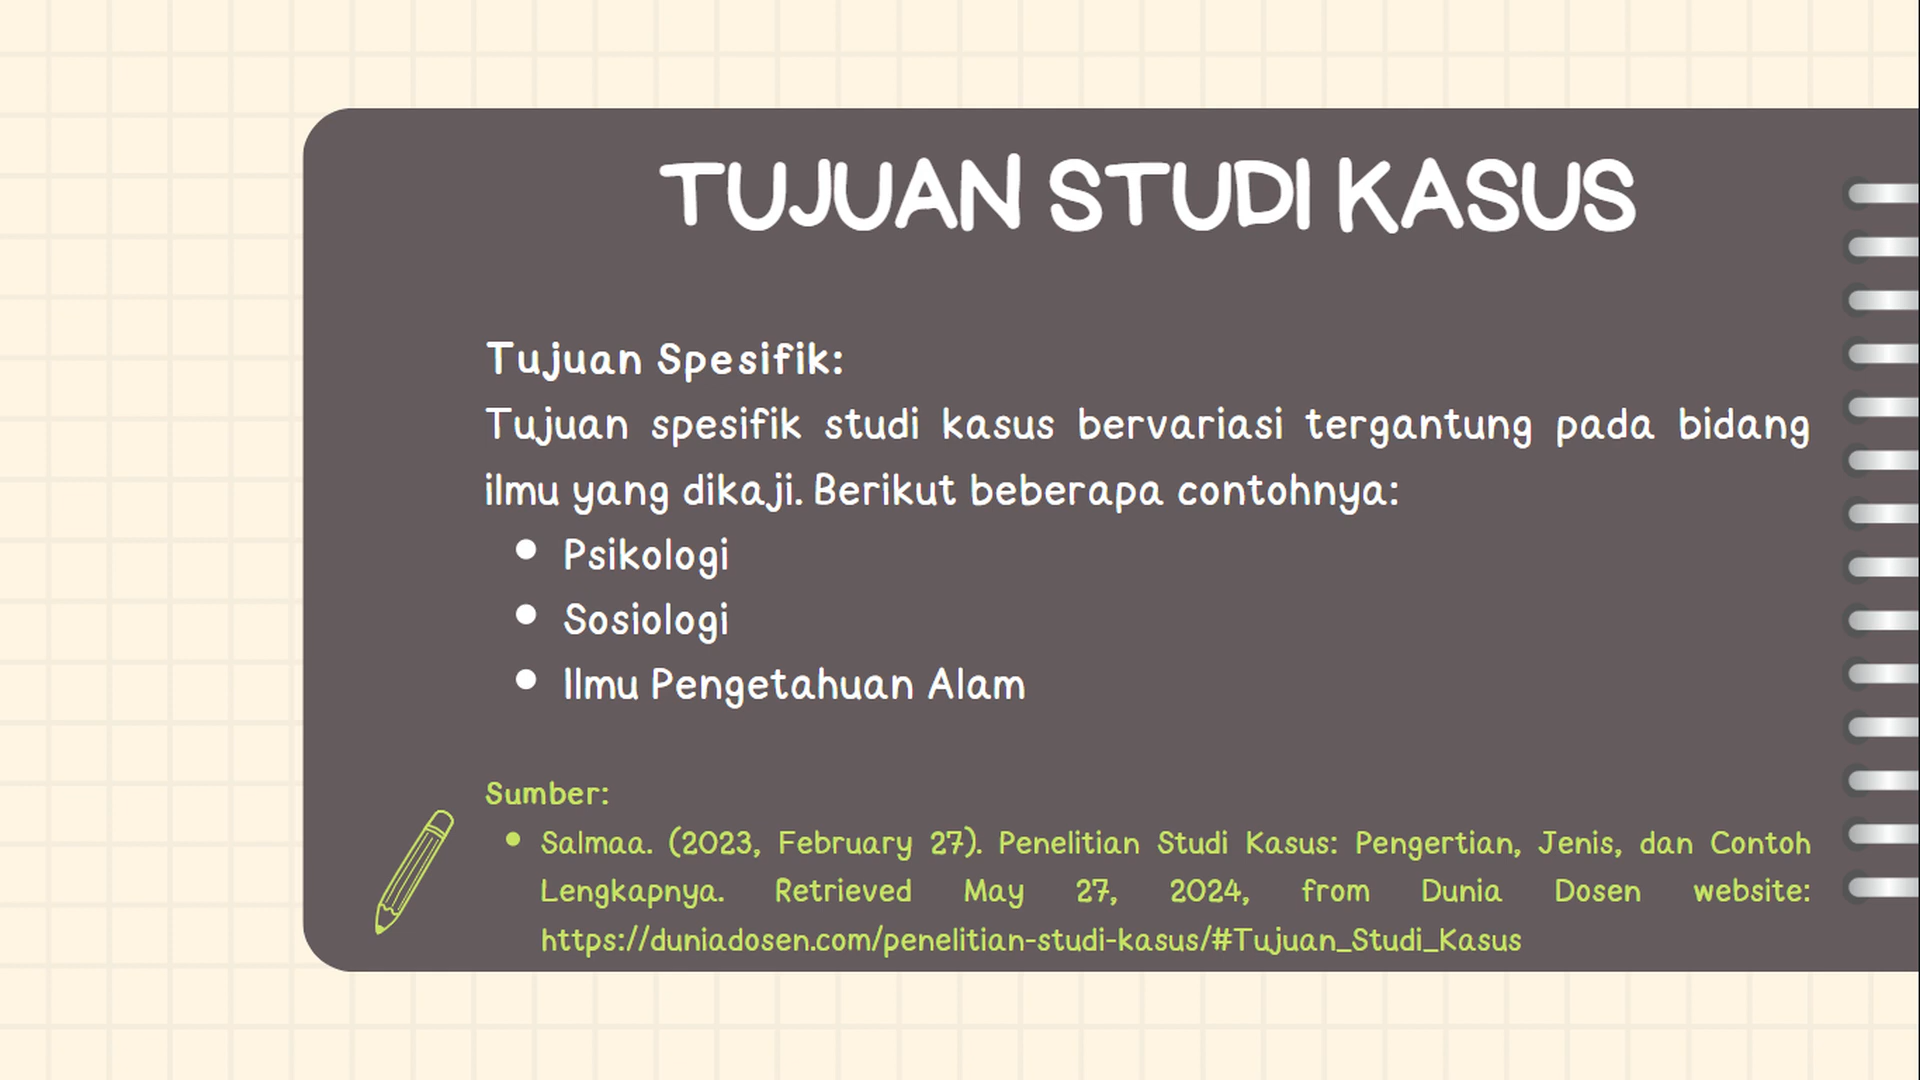 TUJUAN STUDI KASUS
Tujuan Spesifik:
Tujuan spesifik studi kasus bervariasi tergantung pada bidang
ilmu yang dikaji. Berikut beberapa contohnya:
• Psikologi
• Sosiologi
• Ilmu Pengetahuan Alam
Sumber:
• Salmaa. (2023, February 27). Penelitian Studi Kasus: Pengertian, Jenis, dan Contoh
Lengkapnya. Retrieved May 27, 2024, from Dunia Dosen website:
https://duniadosen.com/penelitian-studi-kasus/#Tujuan_Studi_Kasus